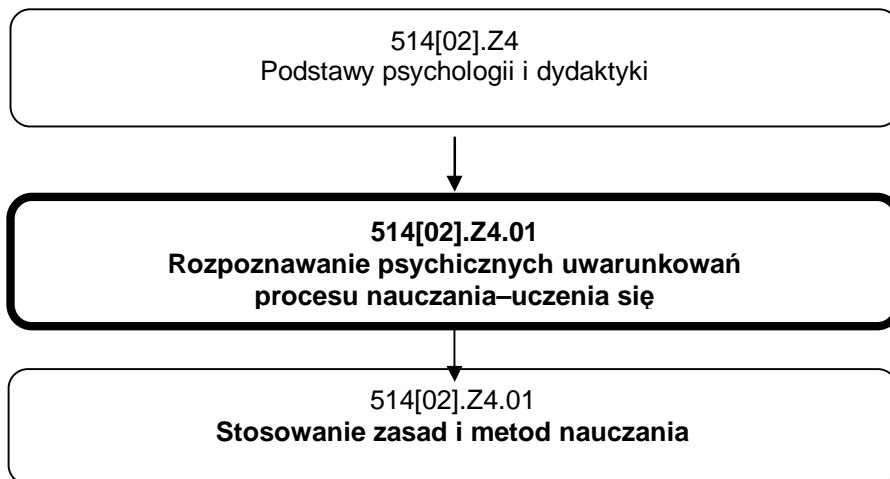 514[02].Z4
Podstawy psychologii i dydaktyki
514[02].Z4.01
Rozpoznawanie psychicznych uwarunkowań
procesu nauczania–uczenia się
514[02].Z4.01
Stosowanie zasad i metod nauczania